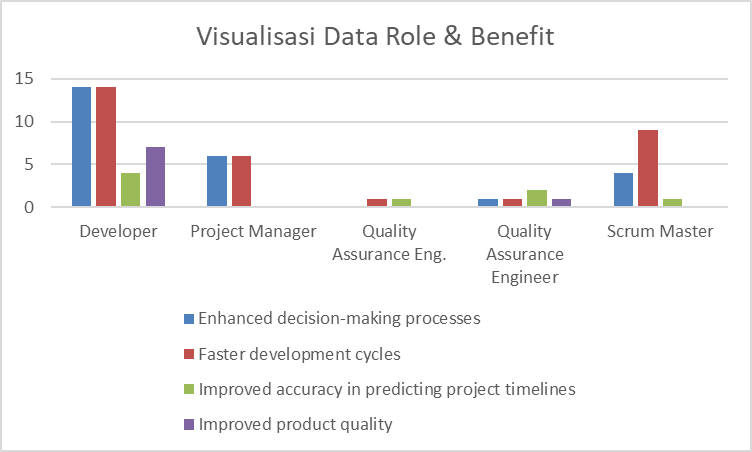 Visualisasi Data Role & Benefit
15
10
5
0
Developer
Project Manager
Quality
Assurance Eng.
Quality
Assurance
Engineer
Scrum Master
Enhanced decision-making processes
Faster development cycles
Improved accuracy in predicting project timelines
Improved product quality